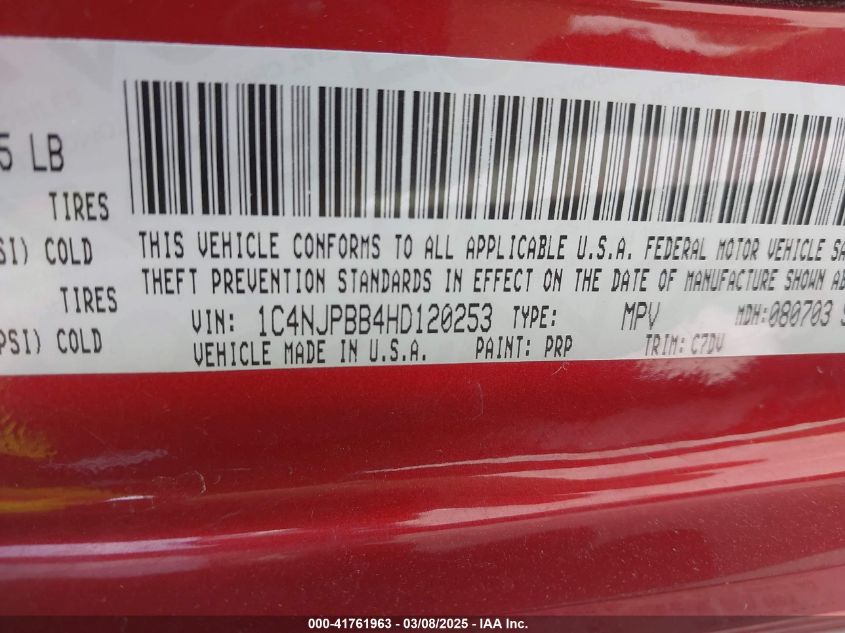 5 LB
TIRES
SI) COLD
TIRES
PSI) COLD
THIS VEHICLE CONFORMS TO ALL APPLICABLE U.S.A. FEDERAL MOTOR VEHICLE SA
THEFT PREVENTION STANDARDS IN EFFECT ON THE DATE OF MANUFACTURE SHOWN AB
VIN: 1C4NJPBB4HD120253 TYPE: MPV MDH:080703 S
VEHICLE MADE IN U.S.A. PAINT: PRP TRIM: C7DV
000-41761963 - 03/08/2025 - IAA Inc.